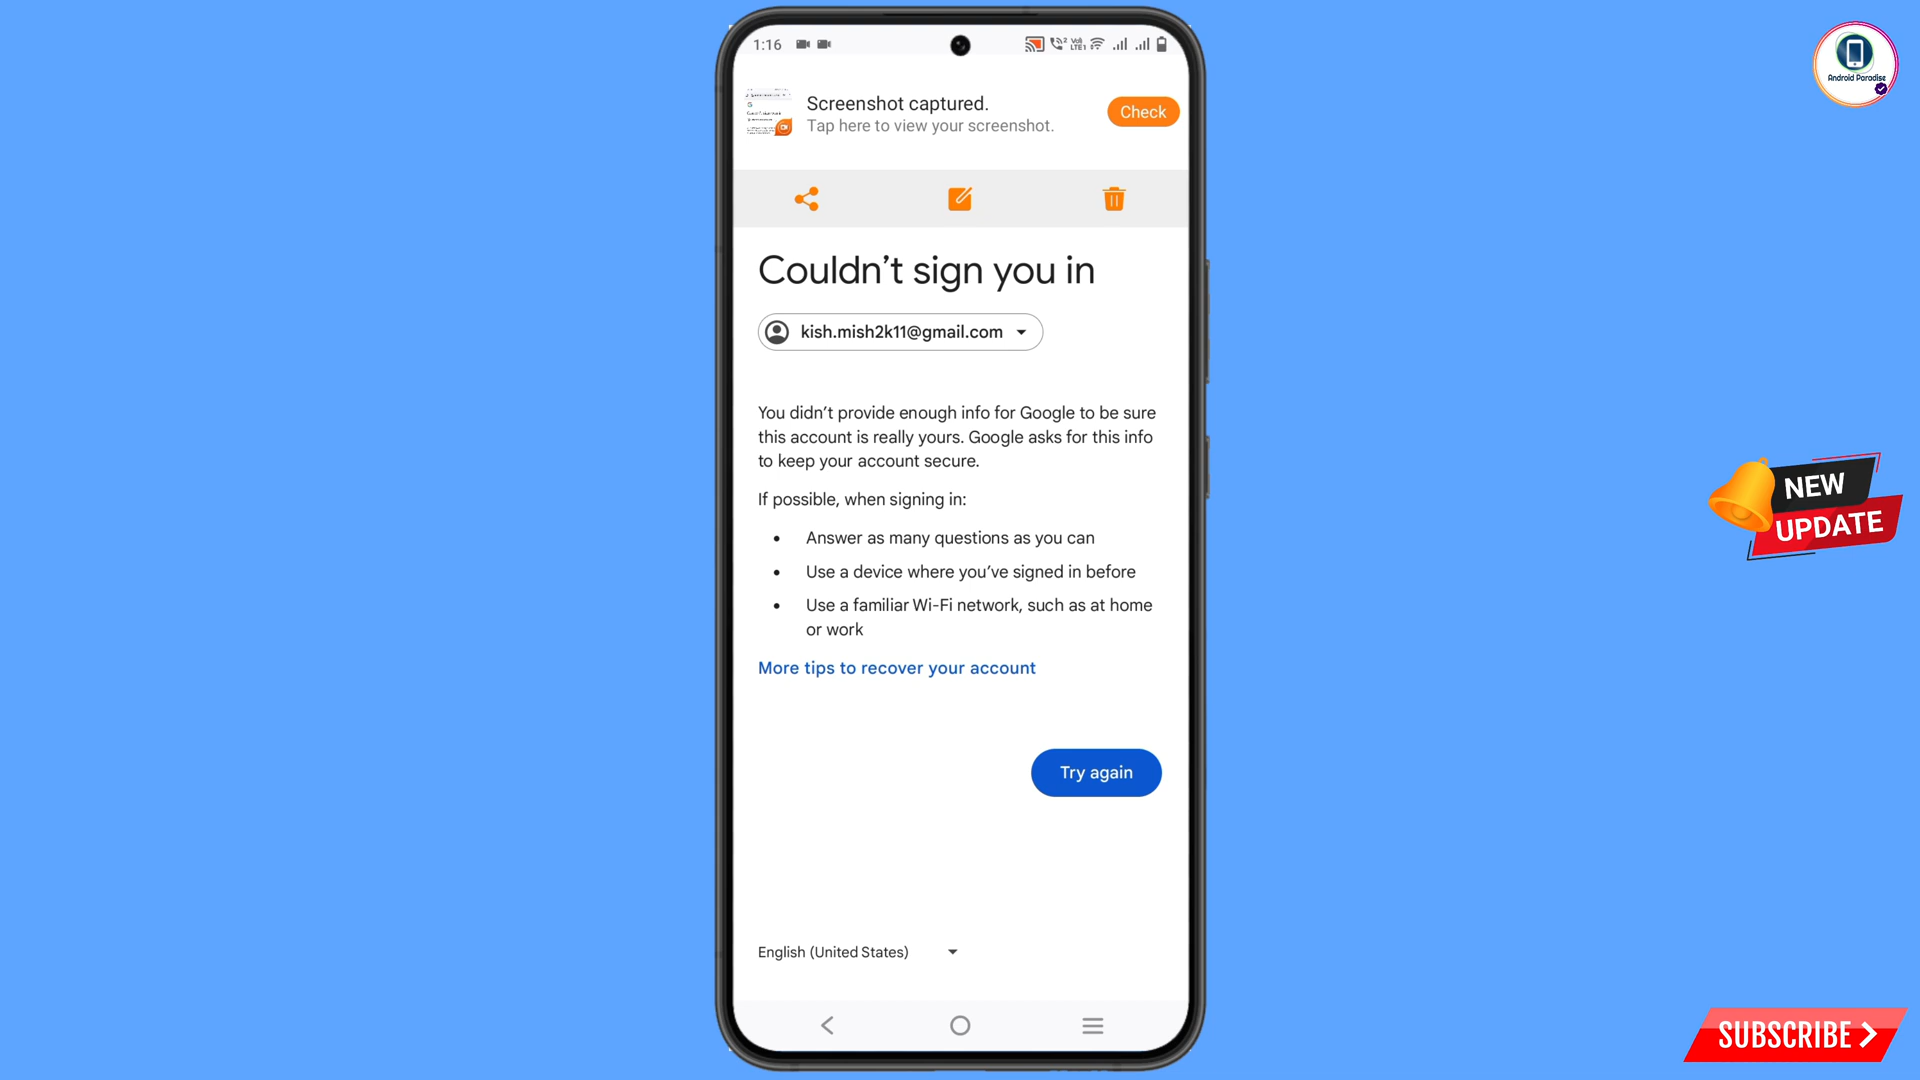 1:16
Android Paradise
Screenshot captured.
Tap here to view your screenshot.
Check
Couldn't sign you in
kish.mish2k11@gmail.com
You didn't provide enough info for Google to be sure
this account is really yours. Google asks for this info
to keep your account secure.
If possible, when signing in:
• Answer as many questions as you can
• Use a device where you've signed in before
• Use a familiar Wi-Fi network, such as at home
or work
More tips to recover your account
Try again
English (United States)
NEW
UPDATE
SUBSCRIBE